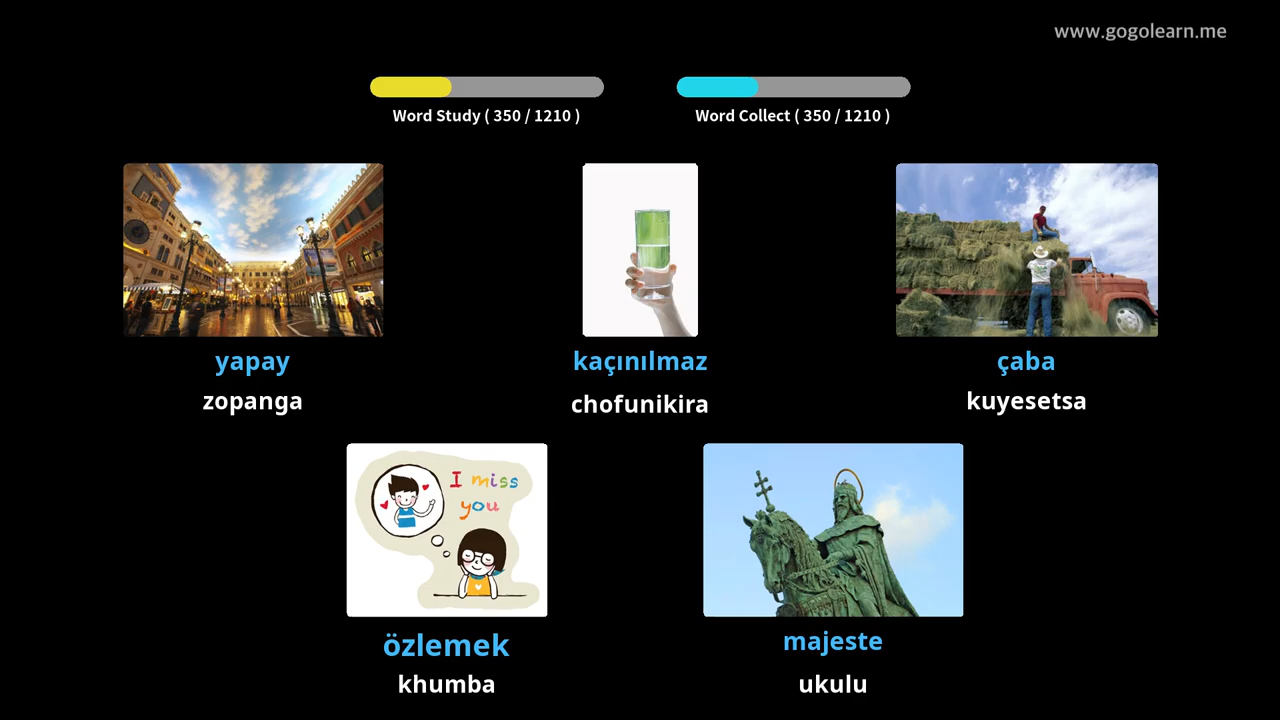 www.gogolearn.me
Word Study ( 350 / 1210 )
Word Collect ( 350 / 1210 )
yapay
zopanga
kaçınılmaz
chofunikira
çaba
kuyesetsa
I miss
you
özlemek
khumba
majeste
ukulu